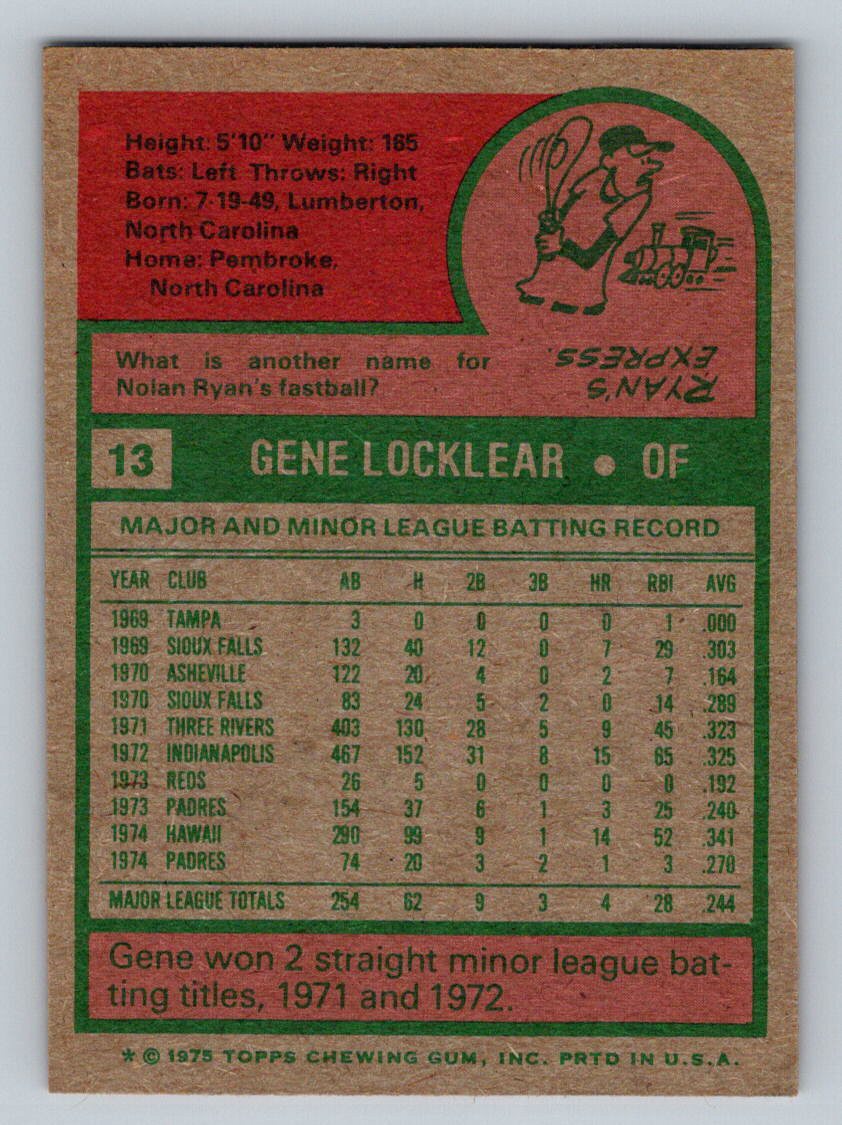 Height: 5'10" Weight: 165
Bats: Left Throws: Right
Born: 7-19-49, Lumberton,
North Carolina
Home: Pembroke,
North Carolina
What is another name for
Nolan Ryan's fastball?
RYAN'S
EXPRESS.
13 GENE LOCKLEAR • OF
MAJOR AND MINOR LEAGUE BATTING RECORD
YEAR CLUB AB H 2B 3B HR RBI AVG
1969 TAMPA 3 0 0 0 0 1 .000
1969 SIOUX FALLS 132 40 12 0 7 29 .303
1970 ASHEVILLE 122 20 4 0 2 7 .164
1970 SIOUX FALLS 83 24 5 2 0 14 .289
1971 THREE RIVERS 403 130 28 5 9 45 .323
1972 INDIANAPOLIS 467 152 31 8 15 65 .325
1973 REDS 26 5 0 0 0 0 .192
1973 PADRES 154 37 6 1 3 25 .240
1974 HAWAII 290 99 9 1 14 52 .341
1974 PADRES 74 20 3 2 1 3 .270
MAJOR LEAGUE TOTALS 254 62 9 3 4 28 .244
Gene won 2 straight minor league bat-
ting titles, 1971 and 1972.
* © 1975 TOPPS CHEWING GUM, INC. PRTD IN U.S.A.